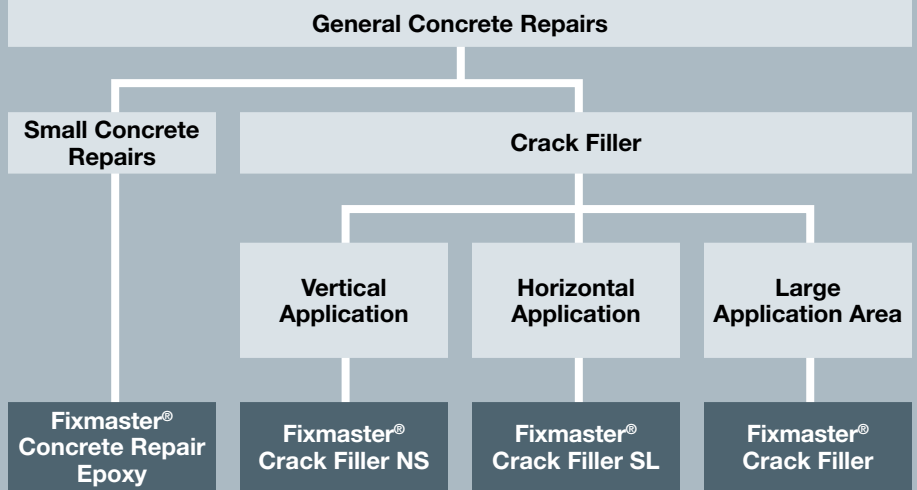 General Concrete Repairs
Small Concrete
Repairs
Crack Filler
Vertical
Application
Horizontal
Application
Large
Application Area
Fixmaster®
Concrete Repair
Epoxy
Fixmaster®
Crack Filler NS
Fixmaster®
Crack Filler SL
Fixmaster®
Crack Filler